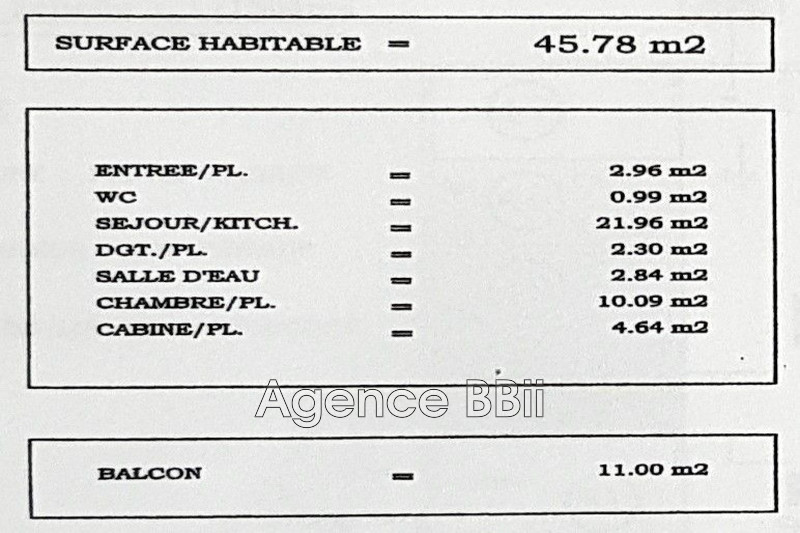 SURFACE HABITABLE = 45.78 m2
ENTREE/PL. = 2.96 m2
WC = 0.99 m2
SEJOUR/KITCH. = 21.96 m2
DGT./PL. = 2.30 m2
SALLE D'EAU = 2.84 m2
CHAMBRE/PL. = 10.09 m2
CABINE/PL. = 4.64 m2
Agence BBii
BALCON = 11.00 m2